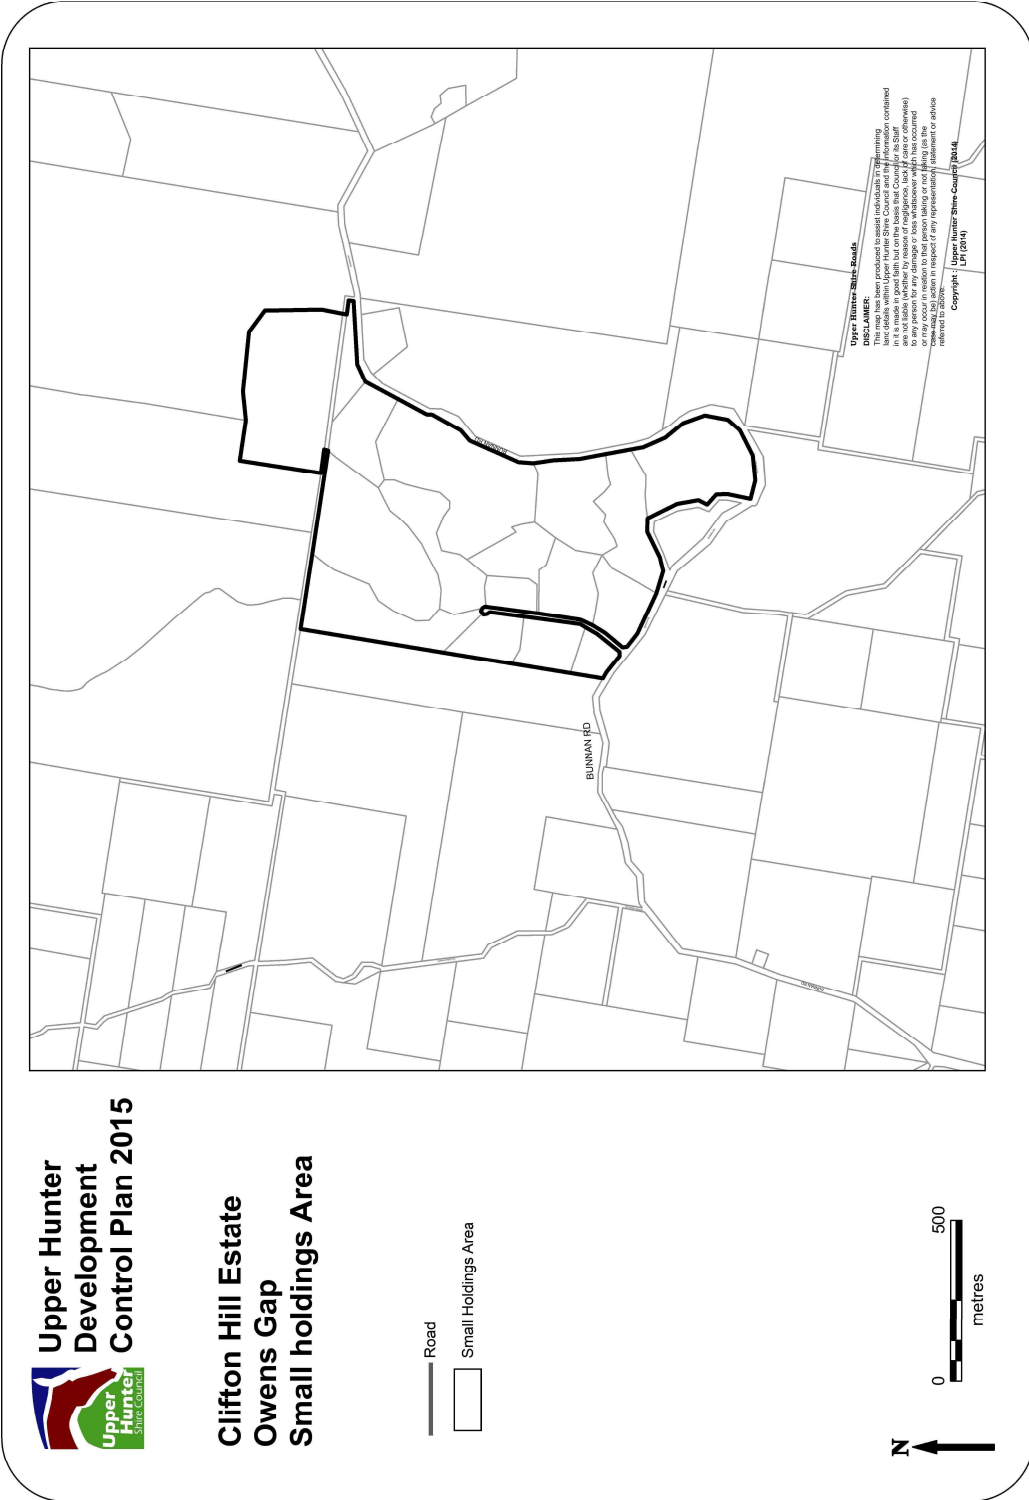 Upper Hunter
Development
Control Plan 2015
Upper
Hunter
Shire Council
Clifton Hill Estate
Owens Gap
Small holdings Area
Road
Small Holdings Area
0
500
metres
N
BUNNAN RD
Upper Hunter Shire Roads
DISCLAIMER:
This map has been produced to assist individuals in determining
land details within Upper Hunter Shire Council and the information contained
in it is made in good faith but on the basis that Council or its Staff
are not liable (whether by reason of negligence, lack of care or otherwise)
to any person for any damage or loss whatsoever which has occurred
or may occur in relation to that person taking or not taking (as the
case may be) action in respect of any representation, statement or advice
referred to above.
Copyright : Upper Hunter Shire Council (2014)
LPI (2014)